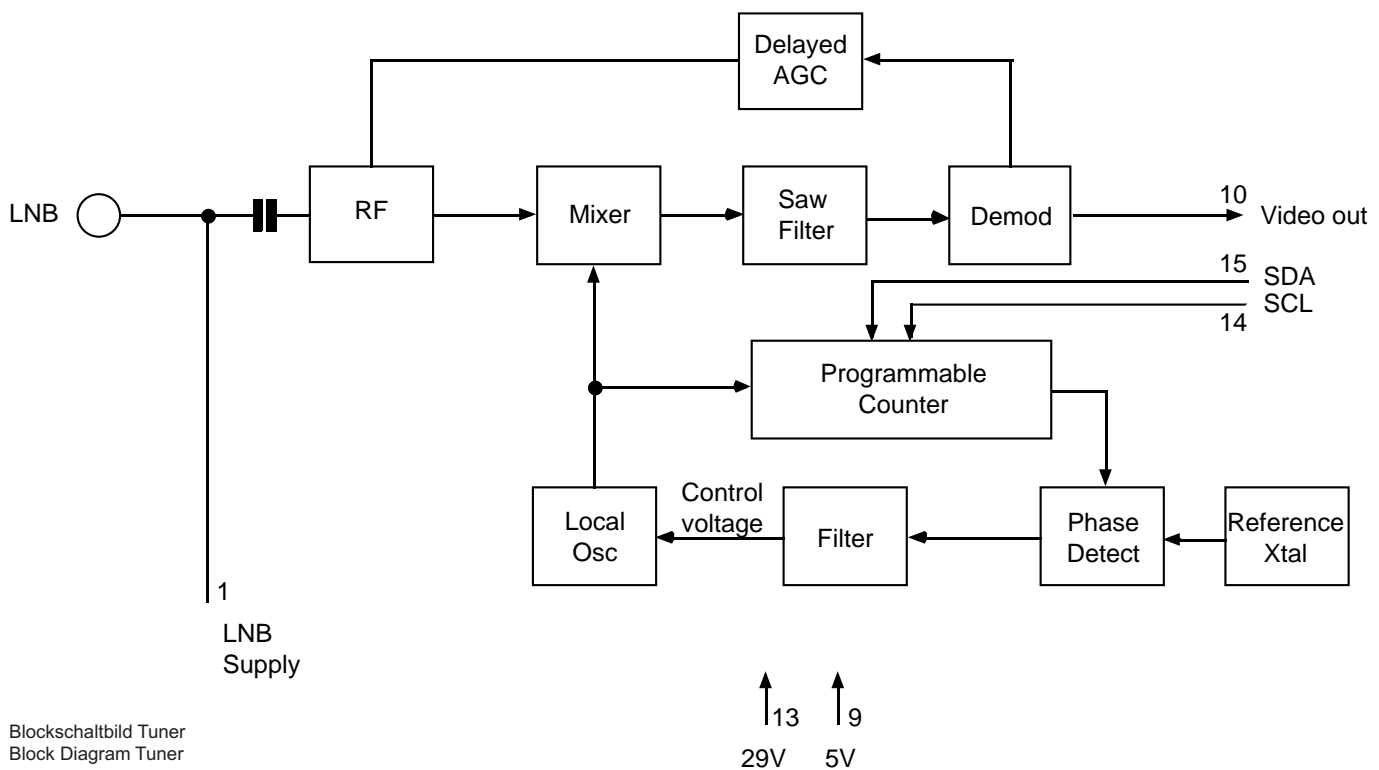 Delayed
AGC
LNB
RF
Mixer
Saw
Filter
Demod
10
Video out
15
SDA
SCL
14
Programmable
Counter
Local
Osc
Control
voltage
Filter
Phase
Detect
Reference
Xtal
1
LNB
Supply
13
9
29V
5V
Blockschaltbild Tuner
Block Diagram Tuner